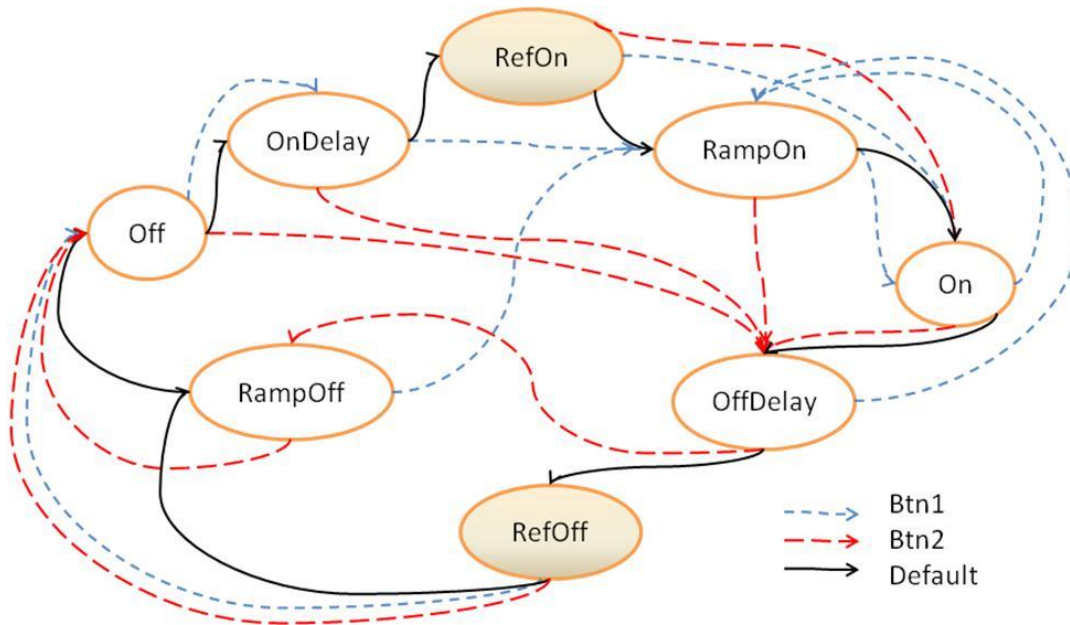 RefOn
OnDelay
RampOn
Off
On
RampOff
OffDelay
RefOff
Btn1
Btn2
Default